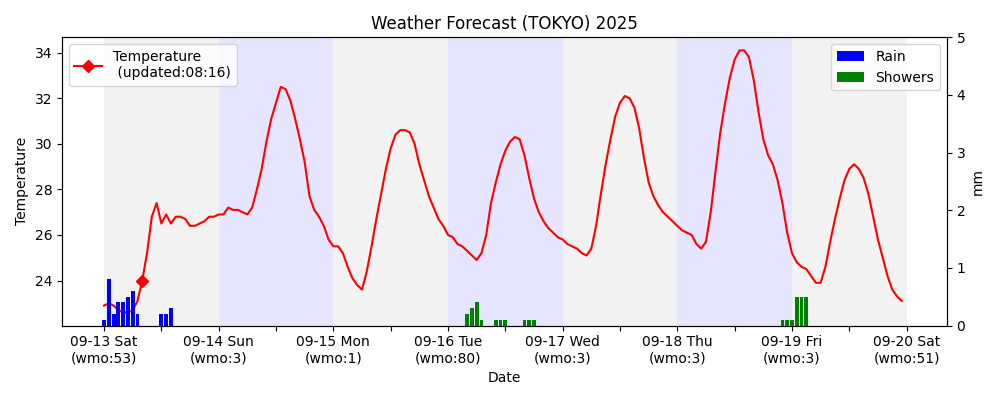 Weather Forecast (TOKYO) 2025
Temperature
(updated:08:16)
Rain
Showers
34
32
30
28
26
24
Temperature
5
4
3
2
1
0
mm
09-13 Sat
(wmo:53)
09-14 Sun
(wmo:3)
09-15 Mon
(wmo:1)
09-16 Tue
(wmo:80)
09-17 Wed
(wmo:3)
09-18 Thu
(wmo:3)
09-19 Fri
(wmo:3)
09-20 Sat
(wmo:51)
Date